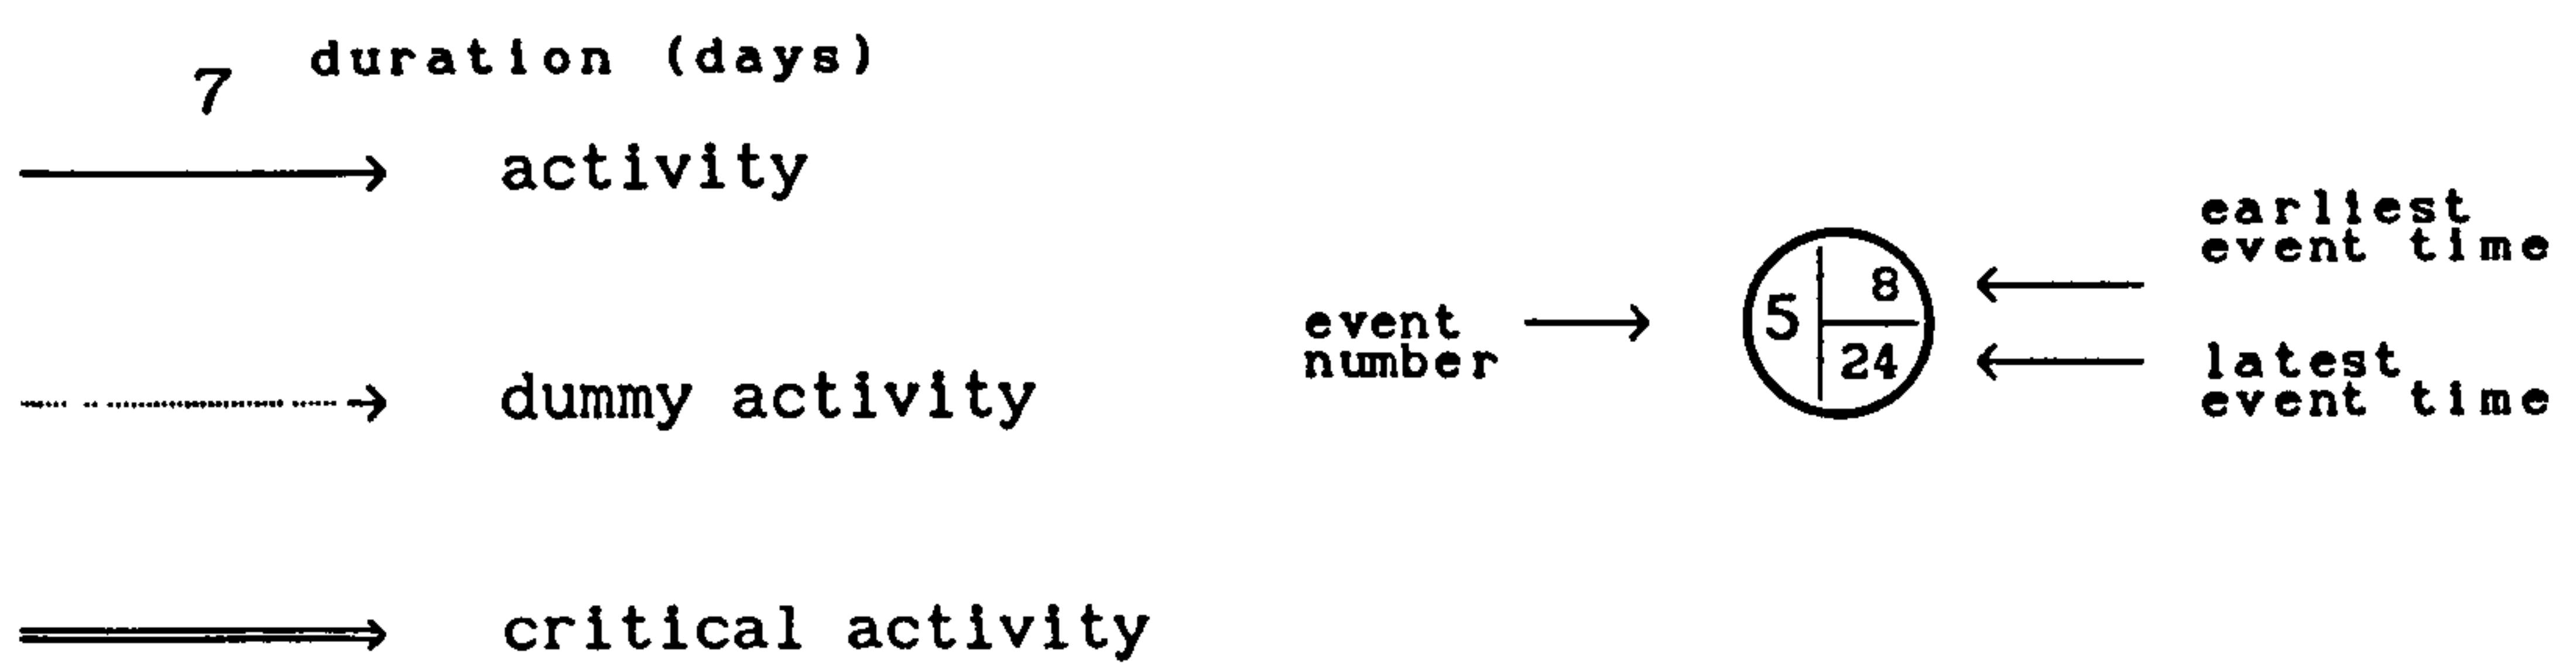 duration (days)
7
activity
dummy activity
critical activity
event
number
5
8
24
earliest
event time
latest
event time